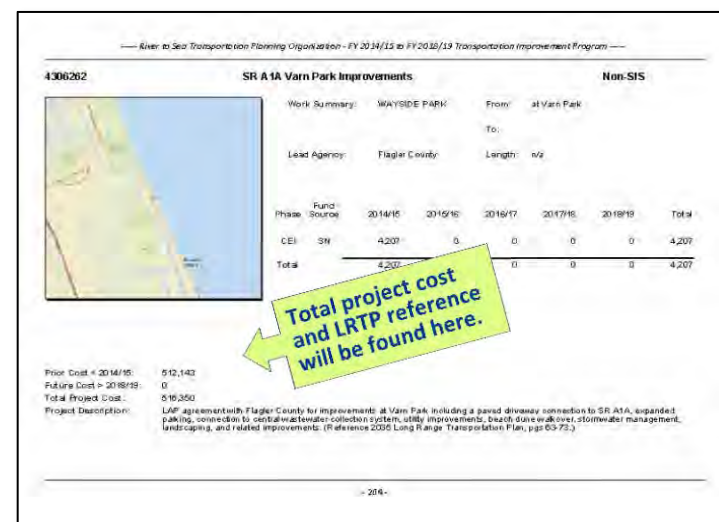 ----- River to Sea Transportation Planning Organization - FY 2014/15 to FY 2018/19 Transportation Improvement Program -----
4306262 SR A1A Varn Park Improvements Non-SIS
Work Summary: WAYSIDE PARK From: at Varn Park
To:
Lead Agency: Flagler County Length: n/a
Phase Fund Source 2014/15 2015/16 2016/17 2017/18 2018/19 Total
CEI SN 4,207 0 0 0 0 4,207
Total 4,207 0 0 0 4,207
Total project cost
and LRTP reference
will be found here.
Prior Cost < 2014/15: 512,143
Future Cost > 2018/19: 0
Total Project Cost: 516,350
Project Description: LAP agreement with Flagler County for improvements at Varn Park including a paved driveway connection to SR A1A, expanded
parking, connection to central wastewater collection system, utility improvements, beach dune walkover, stormwater management,
landscaping, and related improvements. (Reference 2035 Long Range Transportation Plan, pgs 63-73.)
- 204 -